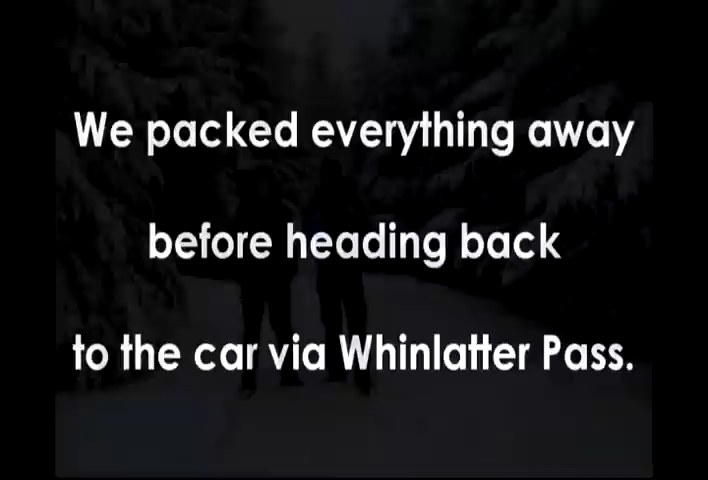 We packed everything away
before heading back
to the car via Whinlatter Pass.